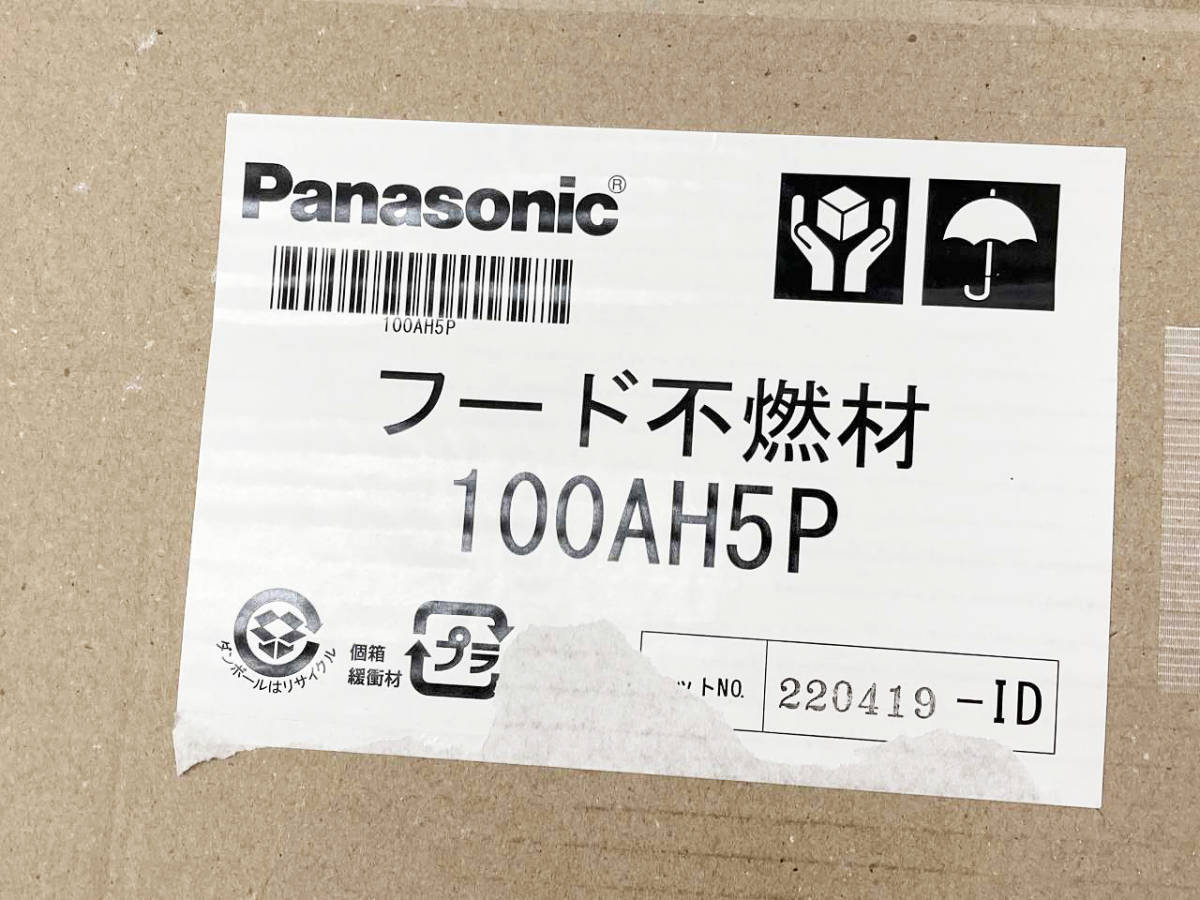 Panasonic®
100AH5P
フード不燃材
100AH5P
ダンボールはリサイクル
個箱
緩衝材
プラ
ットNO.
220419 -ID